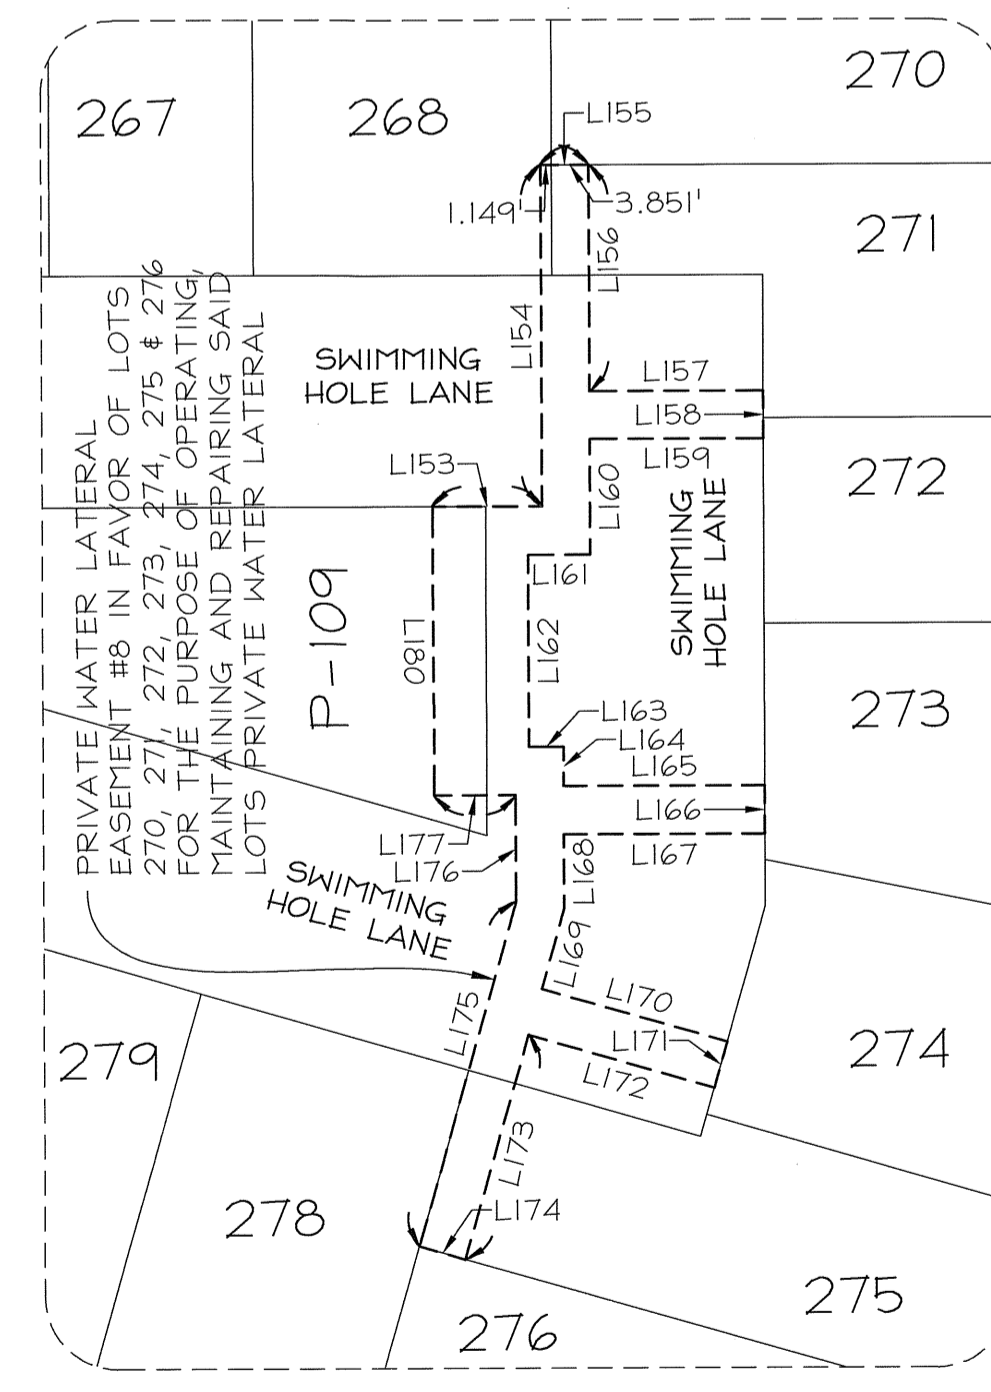 270
267
268
L155
1.149'
3.851'
271
L156
L154
SWIMMING
HOLE LANE
L157
L158
L159
L153
L160
272
SWIMMING
HOLE LANE
PRIVATE WATER LATERAL
EASEMENT #8 IN FAVOR OF LOTS
270, 271, 272, 273, 274, 275 & 276
FOR THE PURPOSE OF OPERATING,
MAINTAINING AND REPAIRING SAID
LOTS PRIVATE WATER LATERAL
P-109
L180
L161
L162
L163
L164
L165
273
L166
L167
L177
L176
L168
SWIMMING
HOLE LANE
L169
L170
L175
L171
L172
274
279
L173
278
L174
275
276